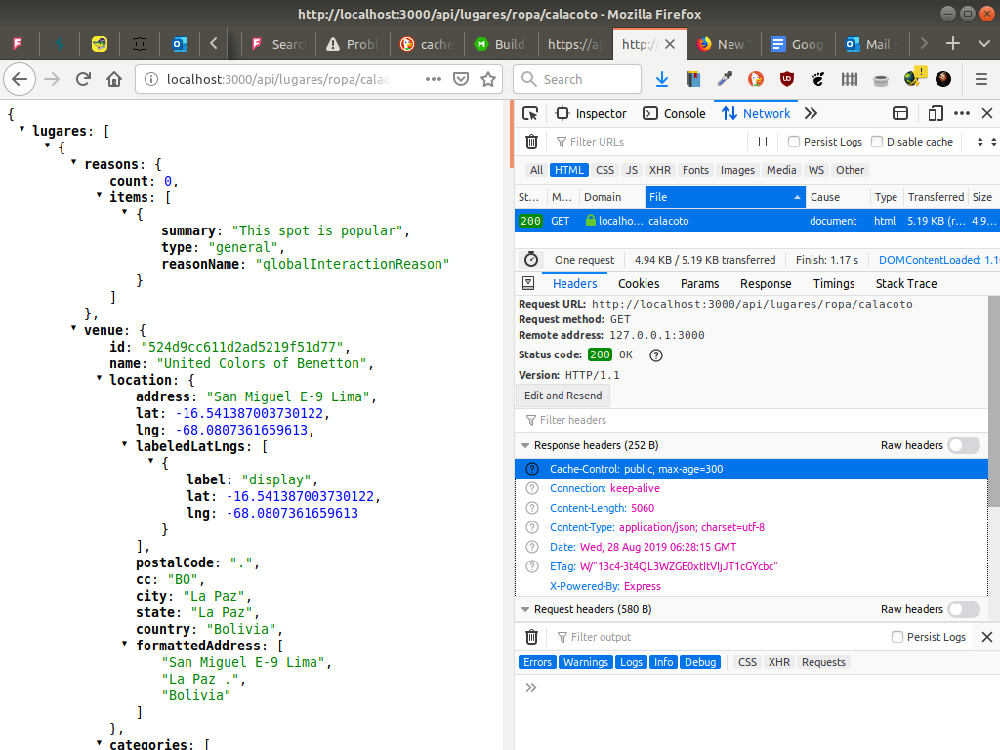 http://localhost:3000/api/lugares/ropa/calacoto - Mozilla Firefox
Searc
Probl
cache
Build
https://a
http:/
New
Goog
Mail -
localhost:3000/api/lugares/ropa/calac
Search
{
lugares: [
{
reasons: {
count: 0,
items: [
{
summary: "This spot is popular",
type: "general",
reasonName: "globalInteractionReason"
}
]
},
venue: {
id: "524d9cc611d2ad5219f51d77",
name: "United Colors of Benetton",
location: {
address: "San Miguel E-9 Lima",
lat: -16.541387003730122,
lng: -68.0807361659613,
labeledLatLngs: [
{
label: "display",
lat: -16.541387003730122,
lng: -68.0807361659613
}
],
postalCode: ".",
cc: "BO",
city: "La Paz",
state: "La Paz",
country: "Bolivia",
formattedAddress: [
"San Miguel E-9 Lima",
"La Paz .",
"Bolivia"
]
},
categories: [
Inspector Console Network
Filter URLs Persist Logs Disable cache
All HTML CSS JS XHR Fonts Images Media WS Other
St... M... Domain File Cause Type Transferred Size
200 GET localho... calacoto document html 5.19 KB (r... 4.9...
One request 4.94 KB / 5.19 KB transferred Finish: 1.17 s DOMContentLoaded: 1.1
Headers Cookies Params Response Timings Stack Trace
Request URL: http://localhost:3000/api/lugares/ropa/calacoto
Request method: GET
Remote address: 127.0.0.1:3000
Status code: 200 OK
Version: HTTP/1.1
Edit and Resend
Filter headers
Response headers (252 B) Raw headers
Cache-Control: public, max-age=300
Connection: keep-alive
Content-Length: 5060
Content-Type: application/json; charset=utf-8
Date: Wed, 28 Aug 2019 06:28:15 GMT
X-Powered-By: Express
Request headers (580 B) Raw headers
Filter output Persist Logs
Errors Warnings Logs Info Debug CSS XHR Requests